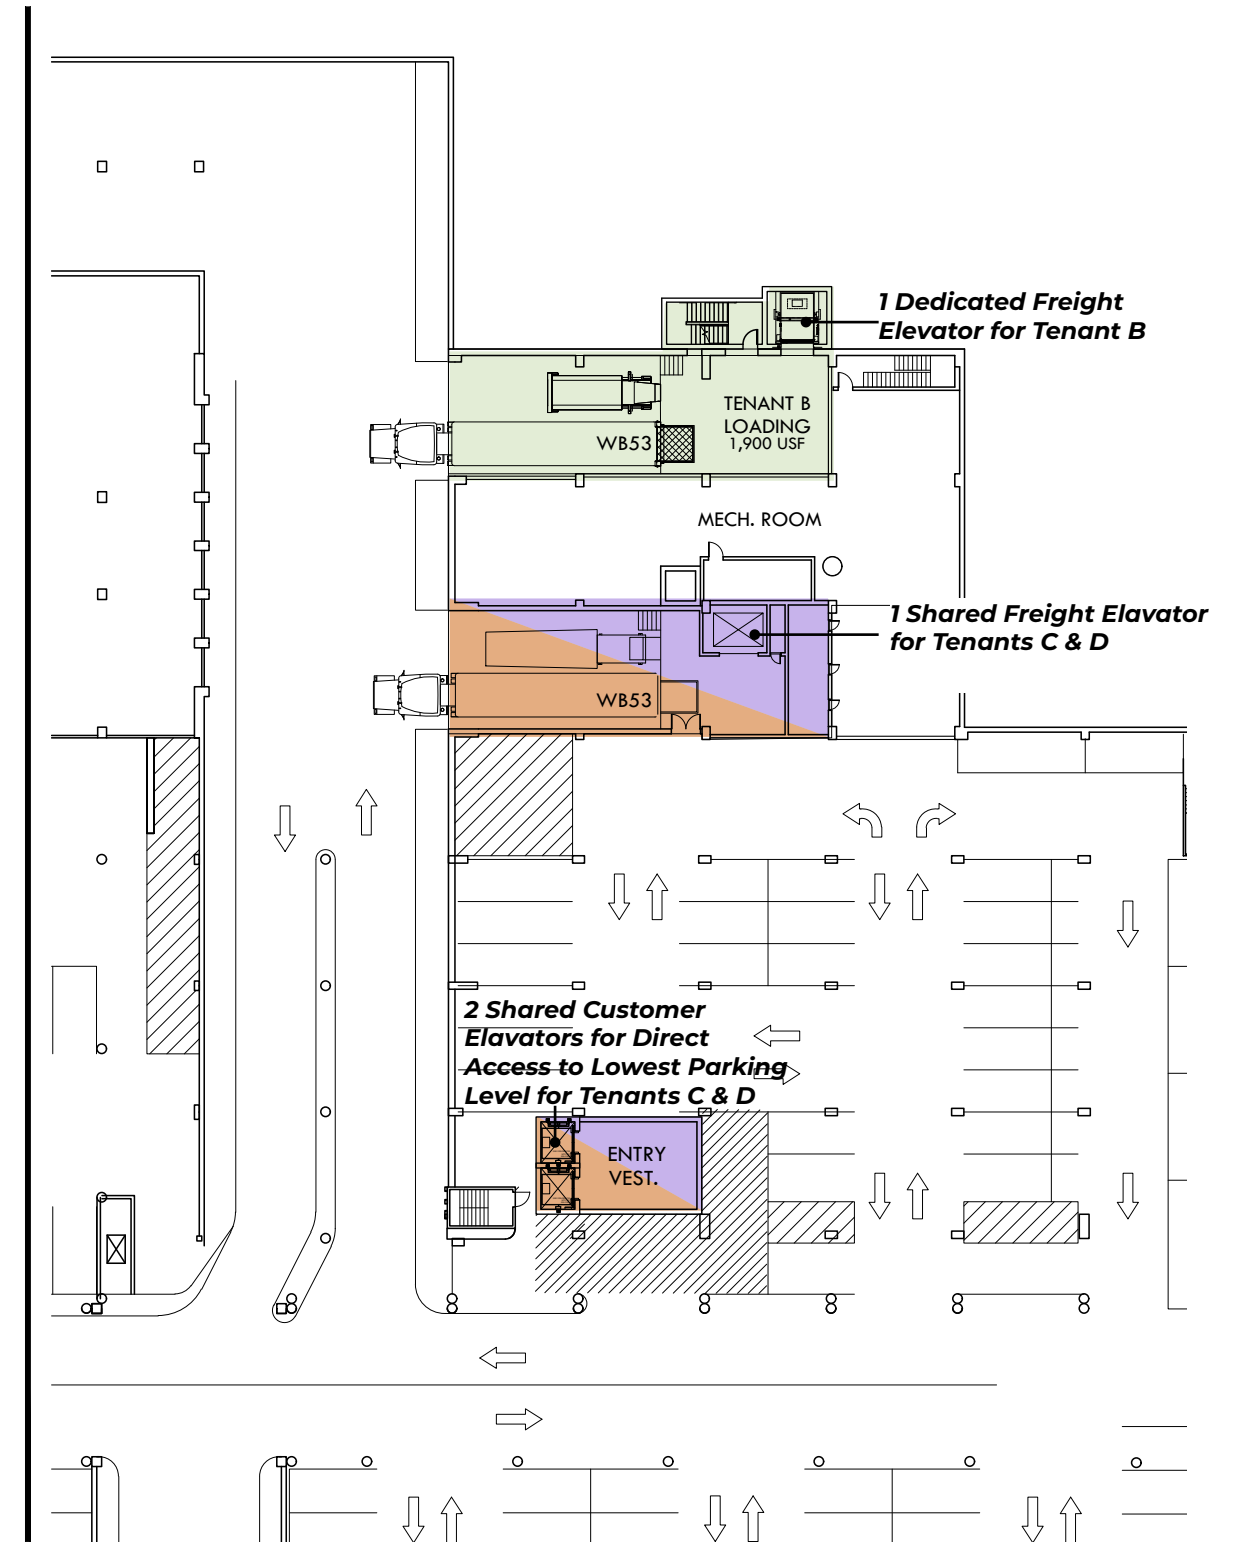 1 Dedicated Freight
Elevator for Tenant B
TENANT B
LOADING
1,900 USF
WB53
MECH. ROOM
1 Shared Freight Elavator
for Tenants C & D
WB53
2 Shared Customer
Elavators for Direct
Access to Lowest Parking
Level for Tenants C & D
ENTRY
VEST.